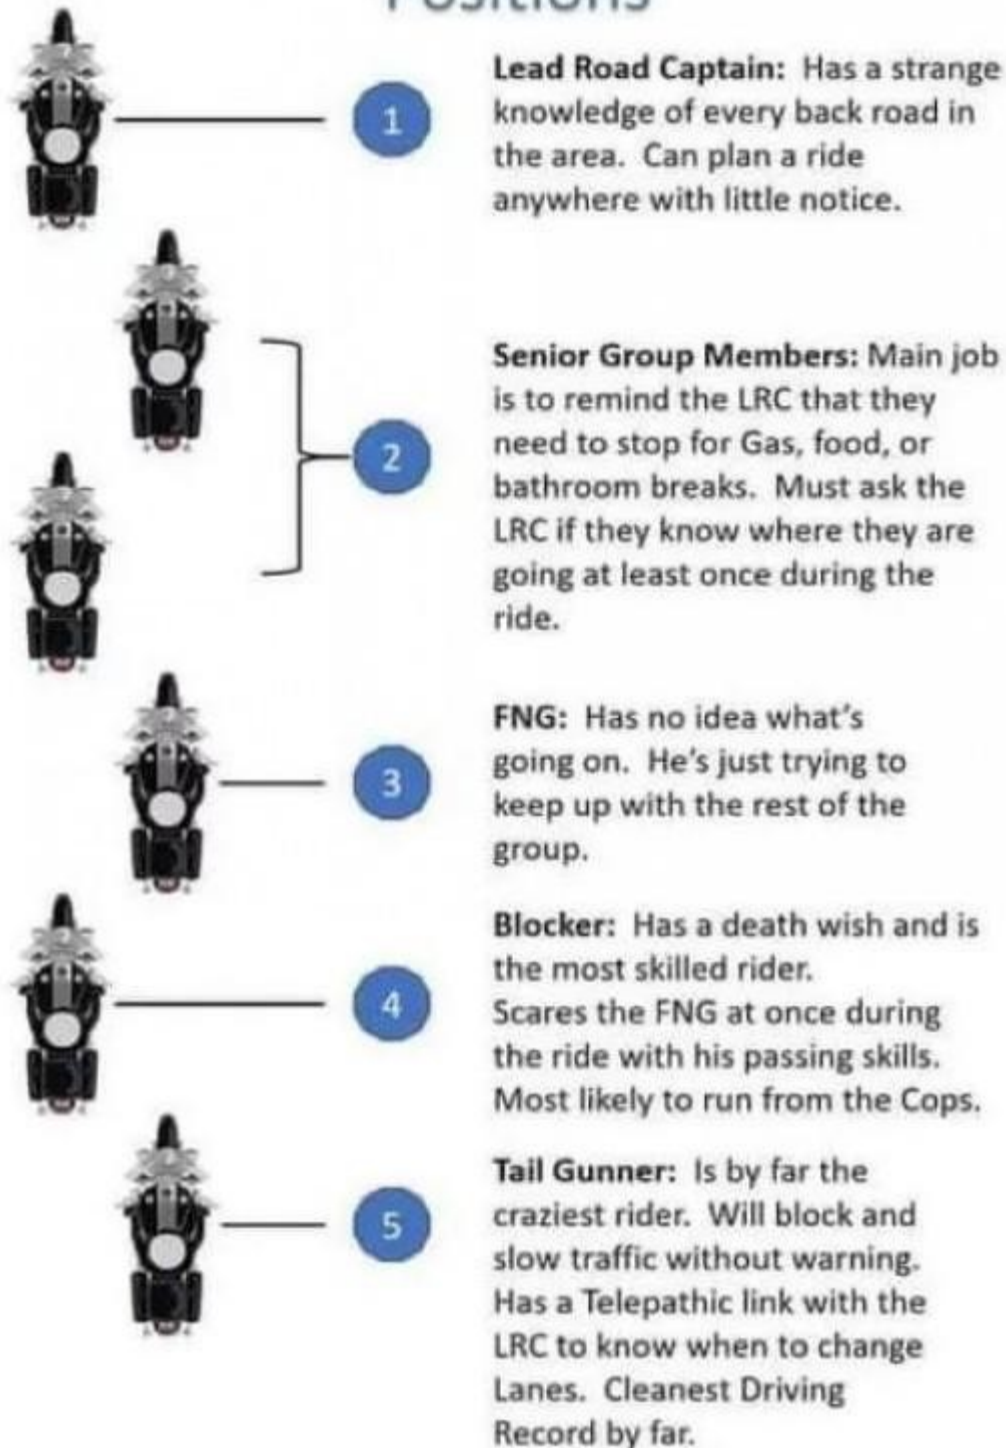 Positions
1
Lead Road Captain: Has a strange
knowledge of every back road in
the area. Can plan a ride
anywhere with little notice.
2
Senior Group Members: Main job
is to remind the LRC that they
need to stop for Gas, food, or
bathroom breaks. Must ask the
LRC if they know where they are
going at least once during the
ride.
3
FNG: Has no idea what's
going on. He's just trying to
keep up with the rest of the
group.
4
Blocker: Has a death wish and is
the most skilled rider.
Scares the FNG at once during
the ride with his passing skills.
Most likely to run from the Cops.
5
Tail Gunner: Is by far the
craziest rider. Will block and
slow traffic without warning.
Has a Telepathic link with the
LRC to know when to change
Lanes. Cleanest Driving
Record by far.